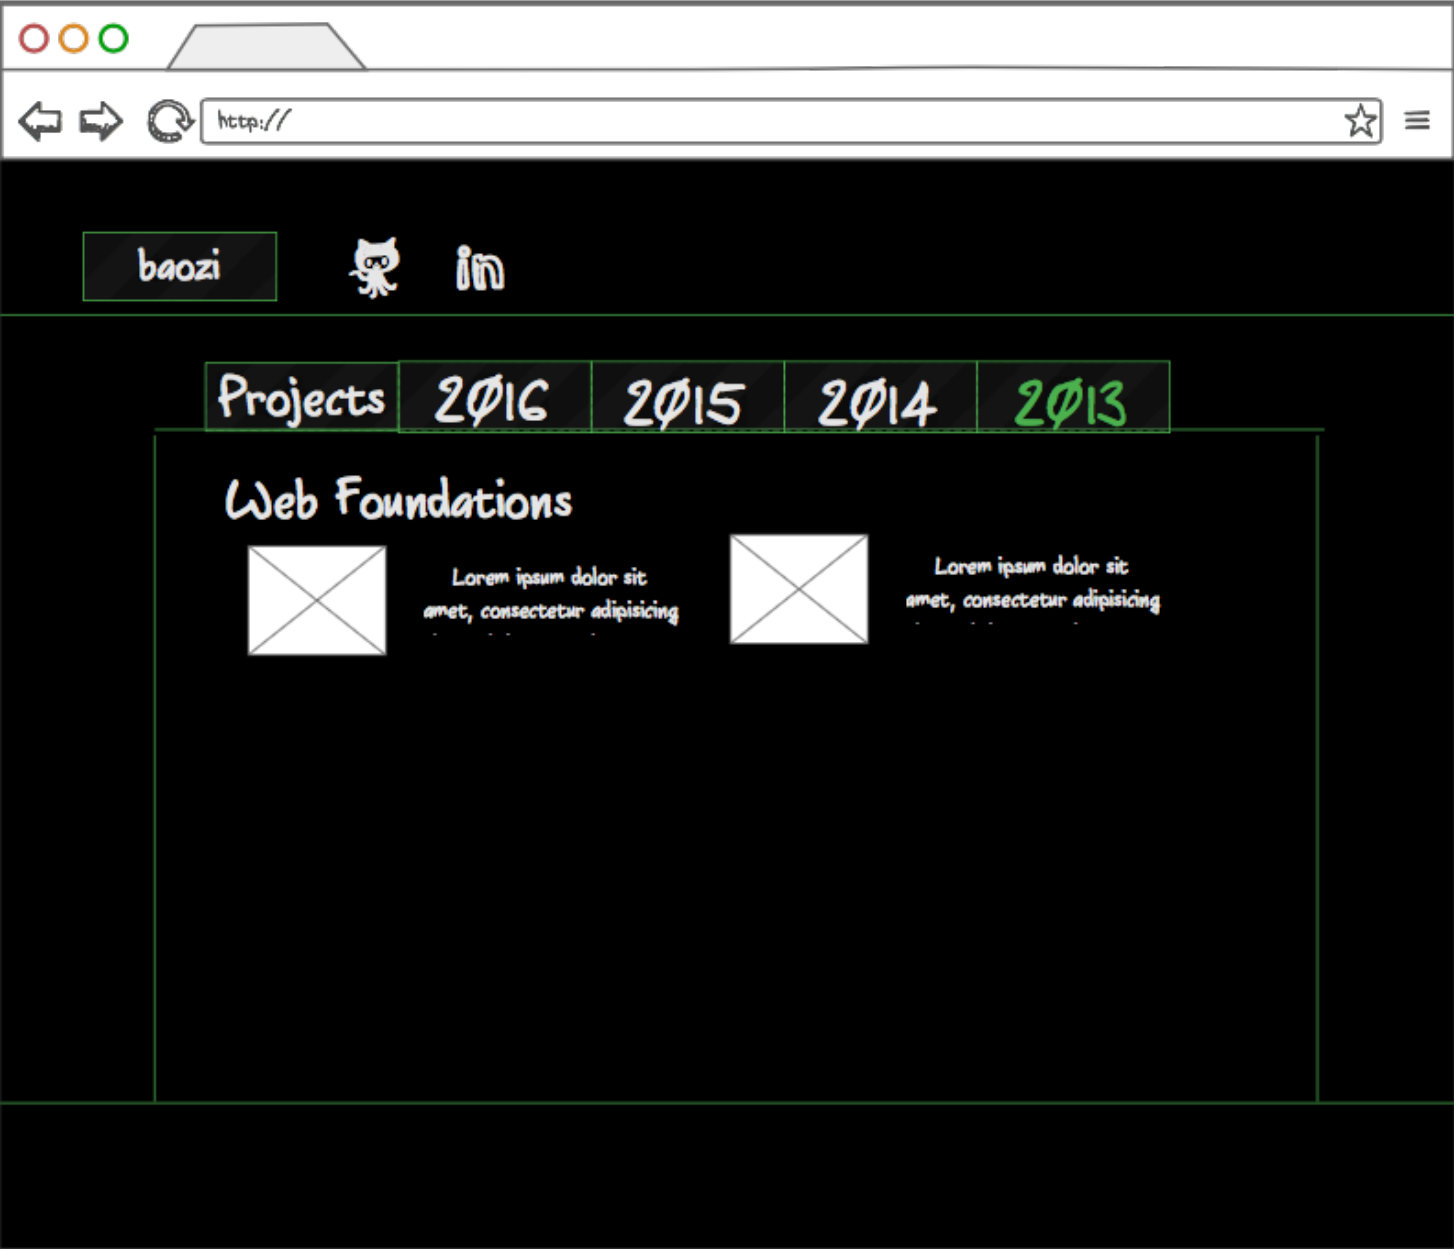 http://
baozi
in
Projects 2016 2015 2014 2013
Web Foundations
Lorem ipsum dolor sit
amet, consectetur adipisicing
Lorem ipsum dolor sit
amet, consectetur adipisicing